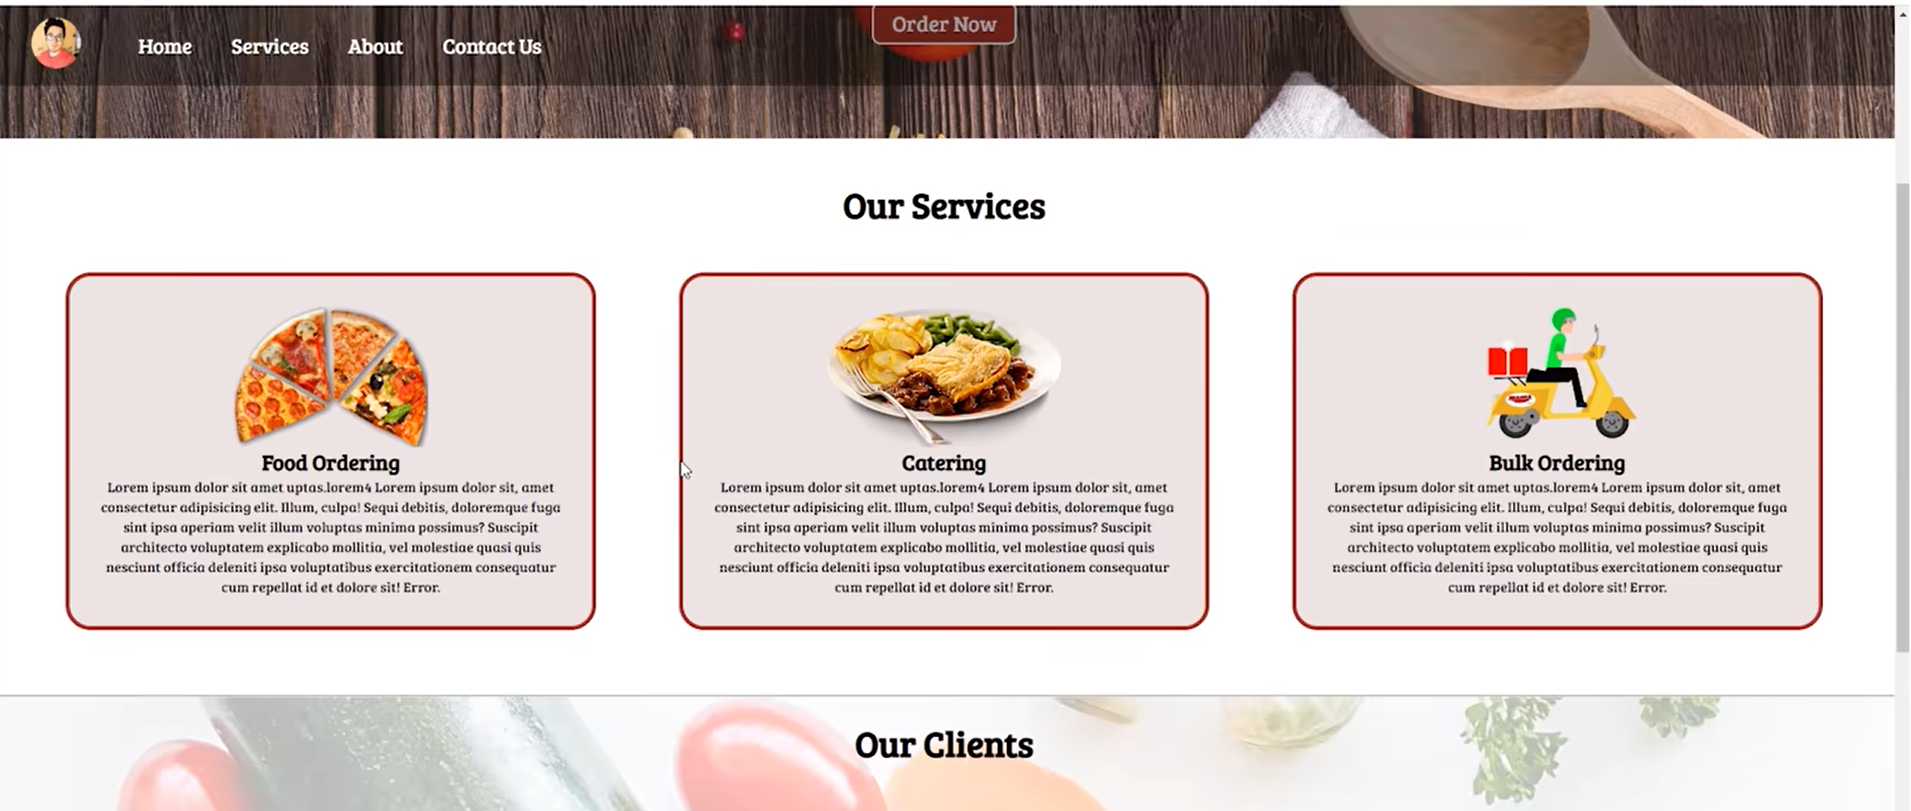 Order Now
Home Services About Contact Us
Our Services
Food Ordering
Lorem ipsum dolor sit amet uptas.lorem4 Lorem ipsum dolor sit, amet
consectetur adipisicing elit. Illum, culpa! Sequi debitis, doloremque fuga
sint ipsa aperiam velit illum voluptas minima possimus? Suscipit
architecto voluptatem explicabo mollitia, vel molestiae quasi quis
nesciunt officia deleniti ipsa voluptatibus exercitationem consequatur
cum repellat id et dolore sit! Error.
Catering
Lorem ipsum dolor sit amet uptas.lorem4 Lorem ipsum dolor sit, amet
consectetur adipisicing elit. Illum, culpa! Sequi debitis, doloremque fuga
sint ipsa aperiam velit illum voluptas minima possimus? Suscipit
architecto voluptatem explicabo mollitia, vel molestiae quasi quis
nesciunt officia deleniti ipsa voluptatibus exercitationem consequatur
cum repellat id et dolore sit! Error.
Bulk Ordering
Lorem ipsum dolor sit amet uptas.lorem4 Lorem ipsum dolor sit, amet
consectetur adipisicing elit. Illum, culpa! Sequi debitis, doloremque fuga
sint ipsa aperiam velit illum voluptas minima possimus? Suscipit
architecto voluptatem explicabo mollitia, vel molestiae quasi quis
nesciunt officia deleniti ipsa voluptatibus exercitationem consequatur
cum repellat id et dolore sit! Error.
Our Clients